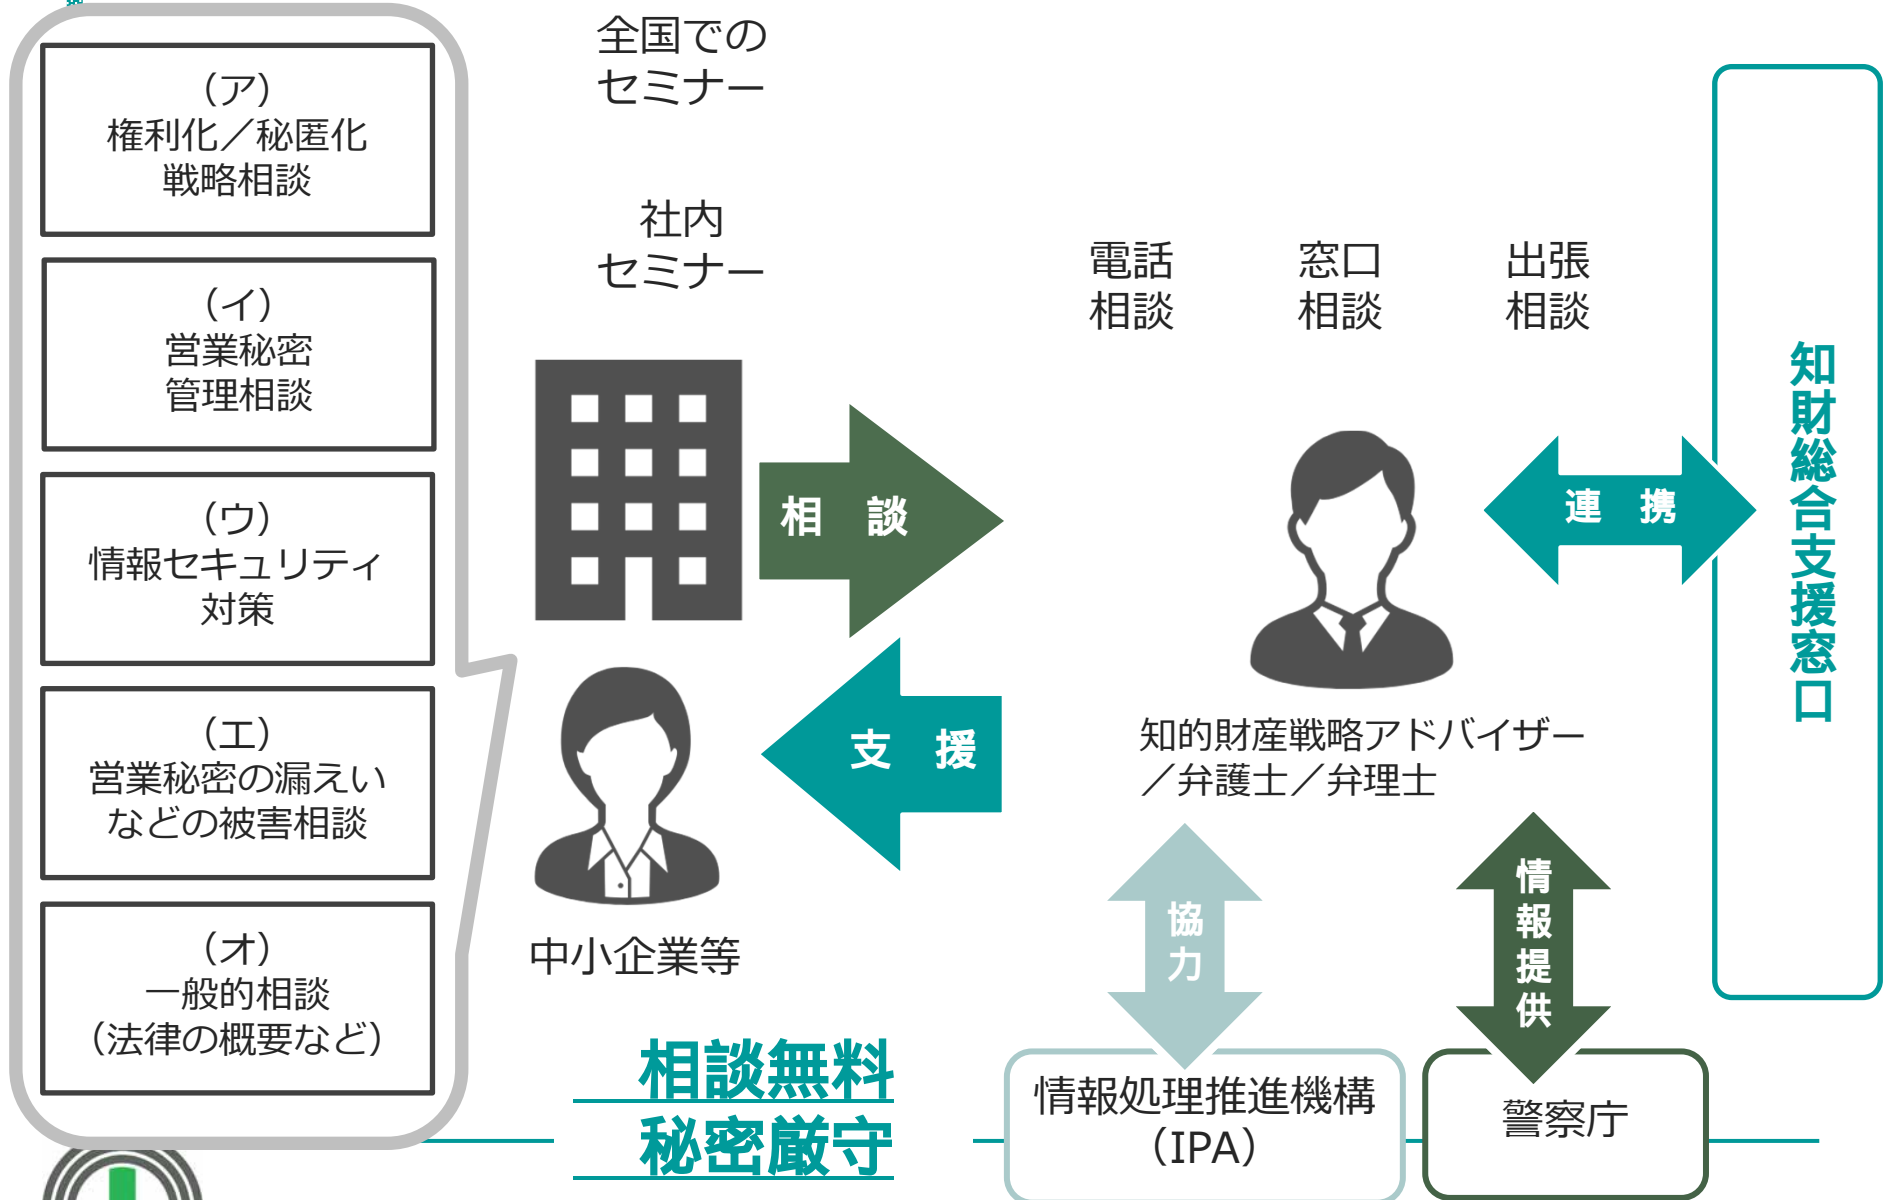 （ア）
権利化／秘匿化
戦略相談
（イ）
営業秘密
管理相談
（ウ）
情報セキュリティ
対策
（エ）
営業秘密の漏えい
などの被害相談
（オ）
一般的相談
（法律の概要など）
全国での
セミナー
社内
セミナー
中小企業等
相　談
支　援
電話
相談
窓口
相談
出張
相談
知的財産戦略アドバイザー
／弁護士／弁理士
連　携
知財総合支援窓口
協力
情報提供
相談無料
秘密厳守
情報処理推進機構
（IPA）
警察庁